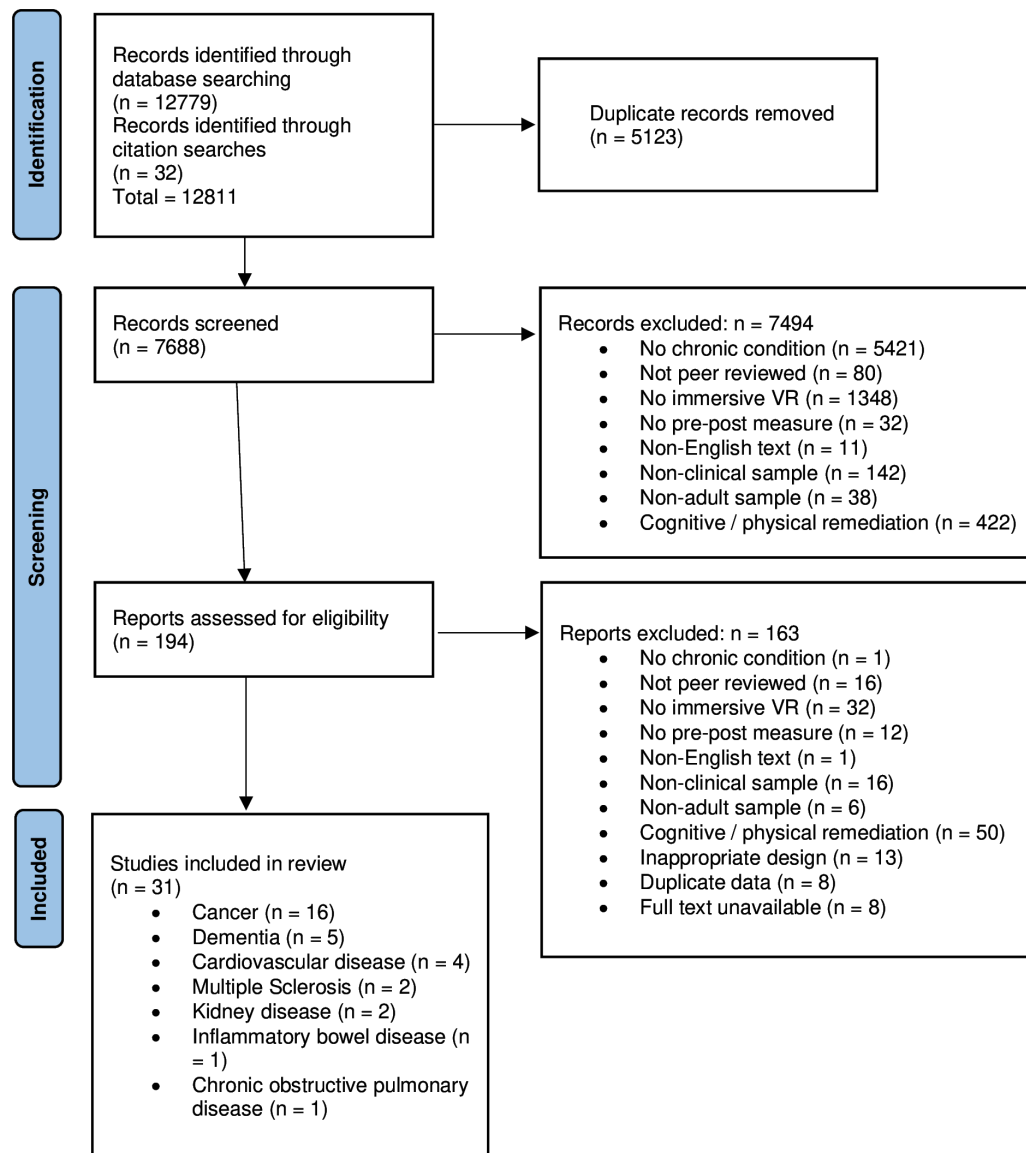 Identification
Records identified through
database searching
(n = 12779)
Records identified through
citation searches
(n = 32)
Total = 12811
Duplicate records removed
(n = 5123)
Screening
Records screened
(n = 7688)
Records excluded: n = 7494
• No chronic condition (n = 5421)
• Not peer reviewed (n = 80)
• No immersive VR (n = 1348)
• No pre-post measure (n = 32)
• Non-English text (n = 11)
• Non-clinical sample (n = 142)
• Non-adult sample (n = 38)
• Cognitive / physical remediation (n = 422)
Reports assessed for eligibility
(n = 194)
Reports excluded: n = 163
• No chronic condition (n = 1)
• Not peer reviewed (n = 16)
• No immersive VR (n = 32)
• No pre-post measure (n = 12)
• Non-English text (n = 1)
• Non-clinical sample (n = 16)
• Non-adult sample (n = 6)
• Cognitive / physical remediation (n = 50)
• Inappropriate design (n = 13)
• Duplicate data (n = 8)
• Full text unavailable (n = 8)
Included
Studies included in review
(n = 31)
• Cancer (n = 16)
• Dementia (n = 5)
• Cardiovascular disease (n = 4)
• Multiple Sclerosis (n = 2)
• Kidney disease (n = 2)
• Inflammatory bowel disease (n
= 1)
• Chronic obstructive pulmonary
disease (n = 1)